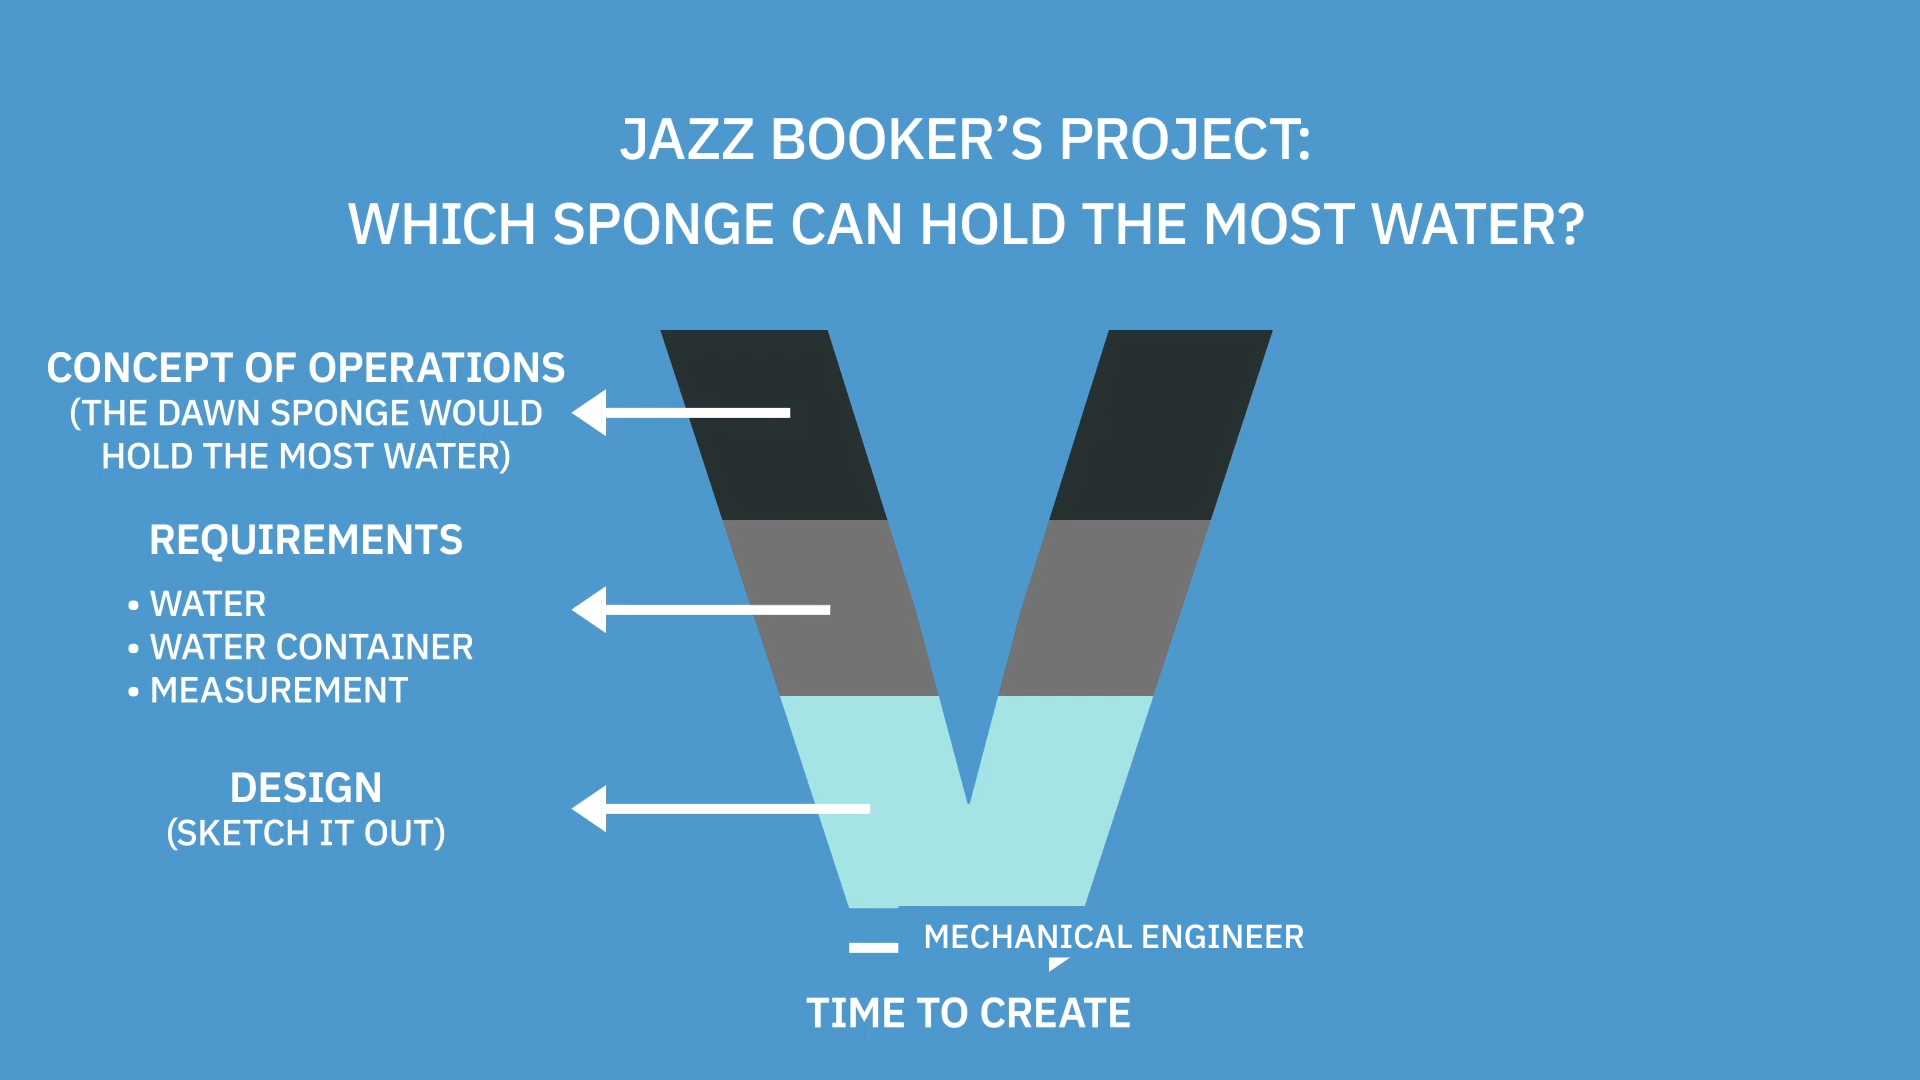 JAZZ BOOKER’S PROJECT:
WHICH SPONGE CAN HOLD THE MOST WATER?
CONCEPT OF OPERATIONS
(THE DAWN SPONGE WOULD
HOLD THE MOST WATER)
REQUIREMENTS
• WATER
• WATER CONTAINER
• MEASUREMENT
DESIGN
(SKETCH IT OUT)
MECHANICAL ENGINEER
TIME TO CREATE